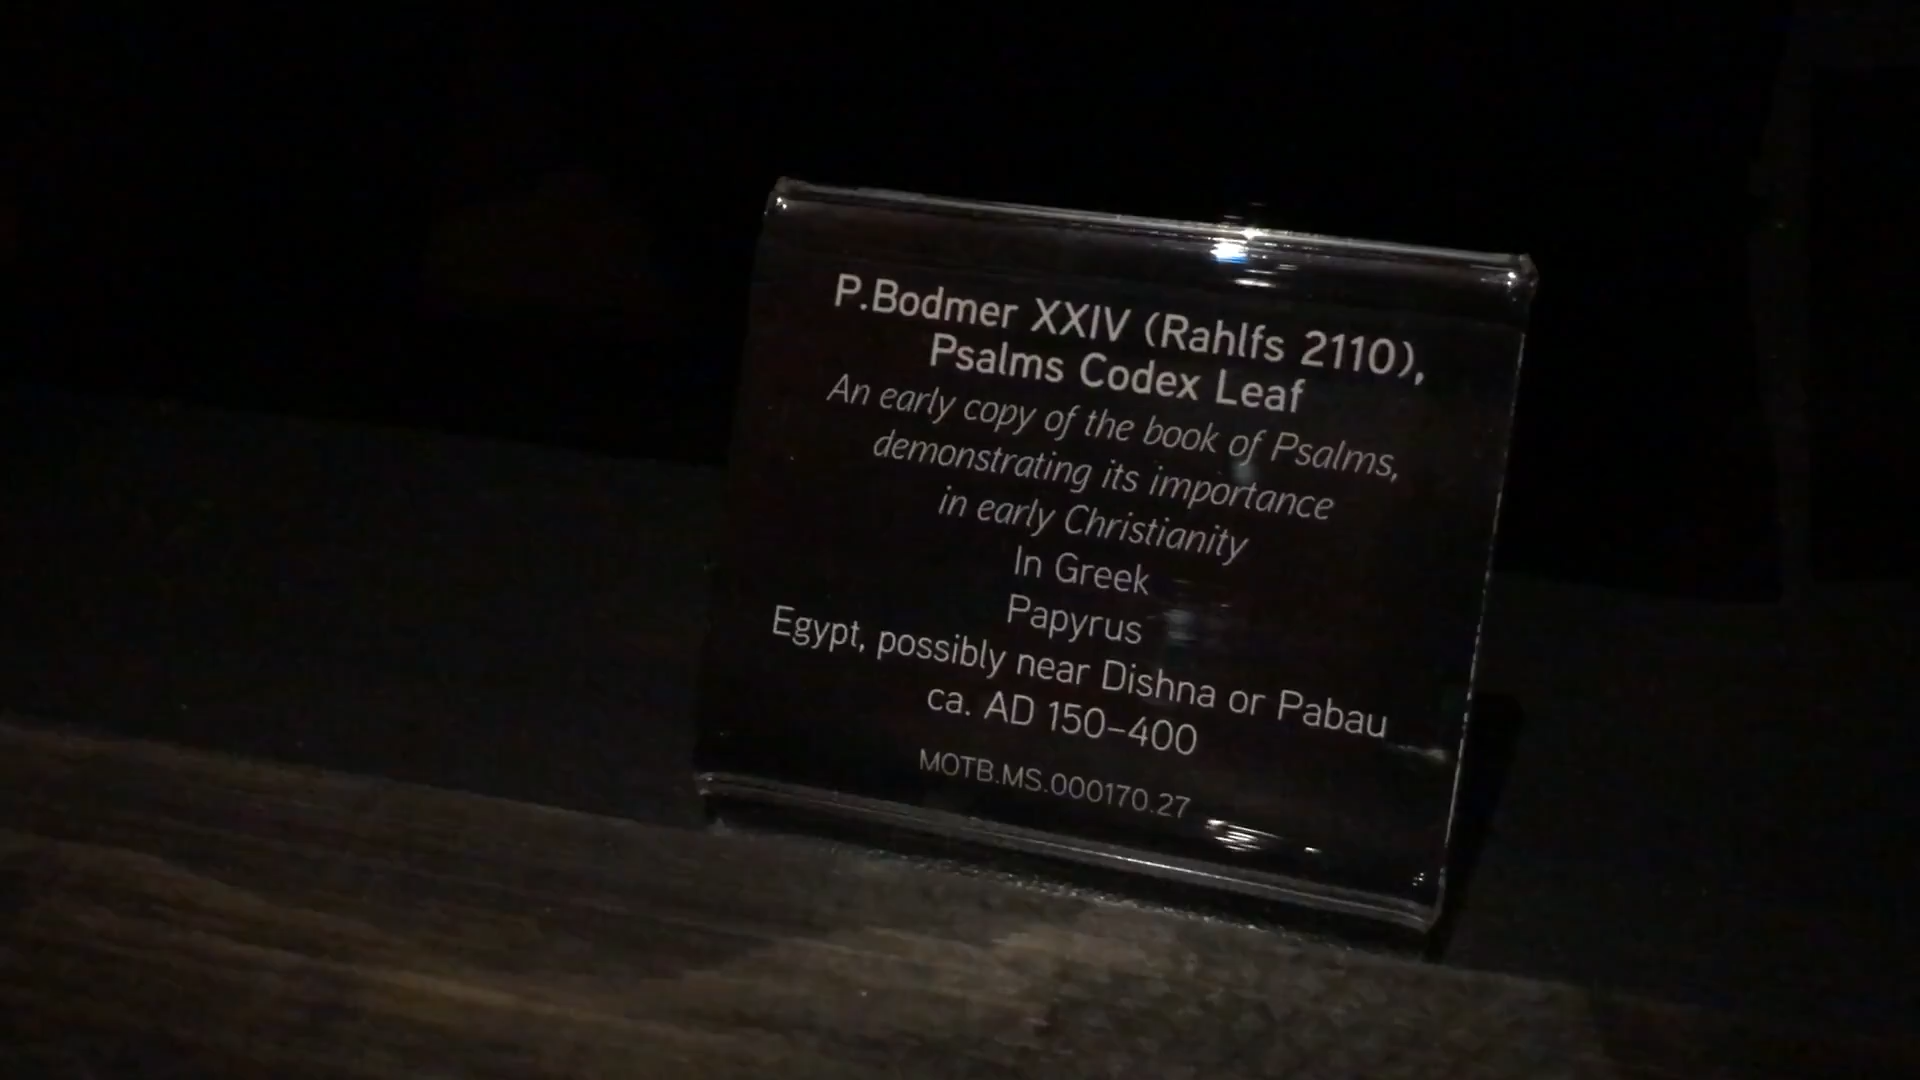 P.Bodmer XXIV (Rahlfs 2110),
Psalms Codex Leaf
An early copy of the book of Psalms,
demonstrating its importance
in early Christianity
In Greek
Papyrus
Egypt, possibly near Dishna or Pabau
ca. AD 150–400
MOTB.MS.000170.27